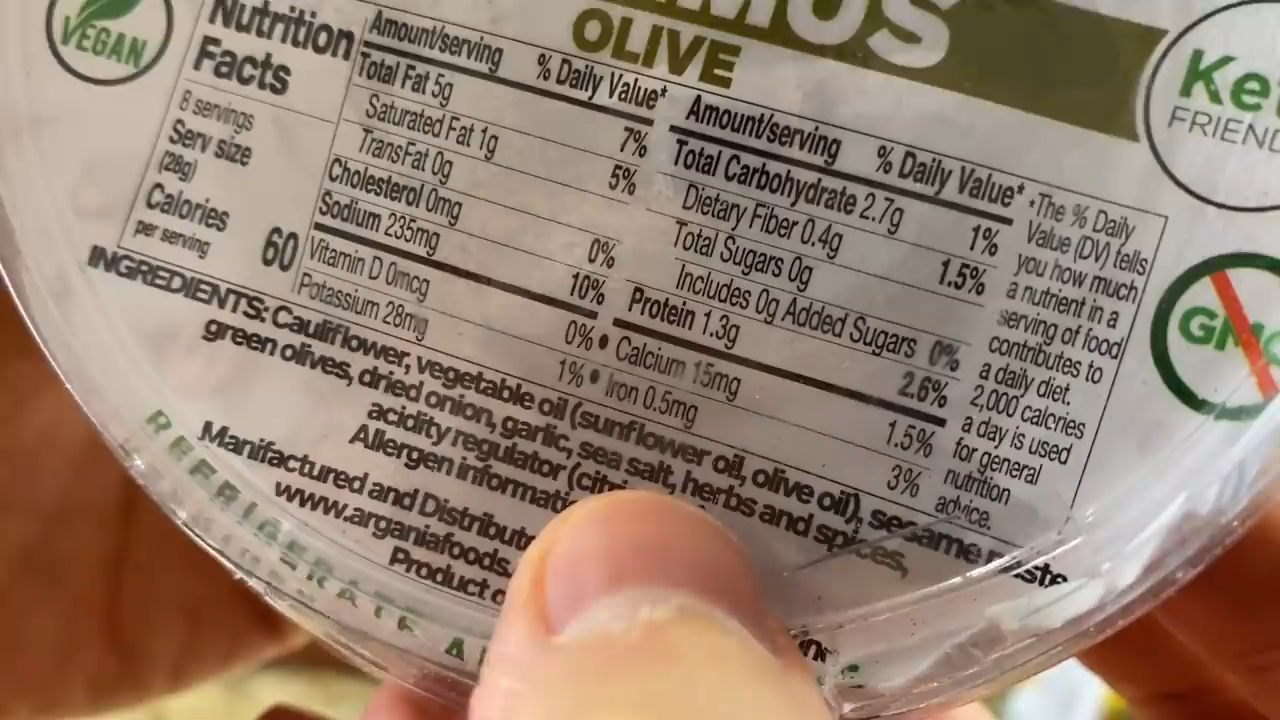 VEGAN
OLIVE
FRIEND
Nutrition
Facts
8 servings
Serv size
(28g)
Calories
per serving
60
Amount/serving % Daily Value*
Total Fat 5g 7%
Saturated Fat 1g 5%
TransFat 0g
Cholesterol 0mg 0%
Sodium 235mg 10%
Vitamin D 0mcg 0% •
Potassium 28mg 1% •
Amount/serving % Daily Value*
Total Carbohydrate 2.7g 1%
Dietary Fiber 0.4g 1.5%
Total Sugars 0g
Includes 0g Added Sugars 0%
Protein 1.3g 2.6%
Calcium 15mg 1.5%
Iron 0.5mg 3%
*The % Daily
Value (DV) tells
you how much
a nutrient in a
serving of food
contributes to
a daily diet.
2,000 calories
a day is used
for general
nutrition
advice.
INGREDIENTS: Cauliflower, vegetable oil (sunflower oil, olive oil), sesame paste
green olives, dried onion, garlic, sea salt, herbs and spices,
acidity regulator (citri
Allergen informati
Manifactured and Distribute
www.arganiafoods.
Product o
REFRIGERATE A